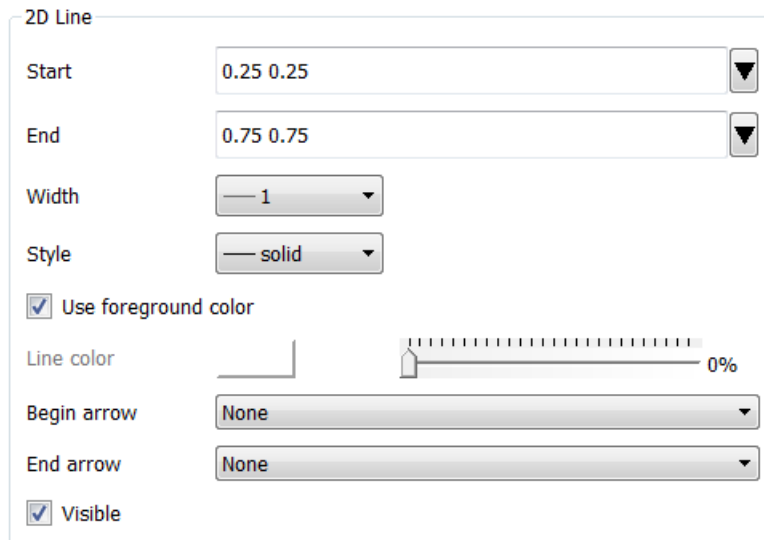 2D Line
Start 0.25 0.25
End 0.75 0.75
Width 1
Style solid
Use foreground color
Line color 0%
Begin arrow None
End arrow None
Visible